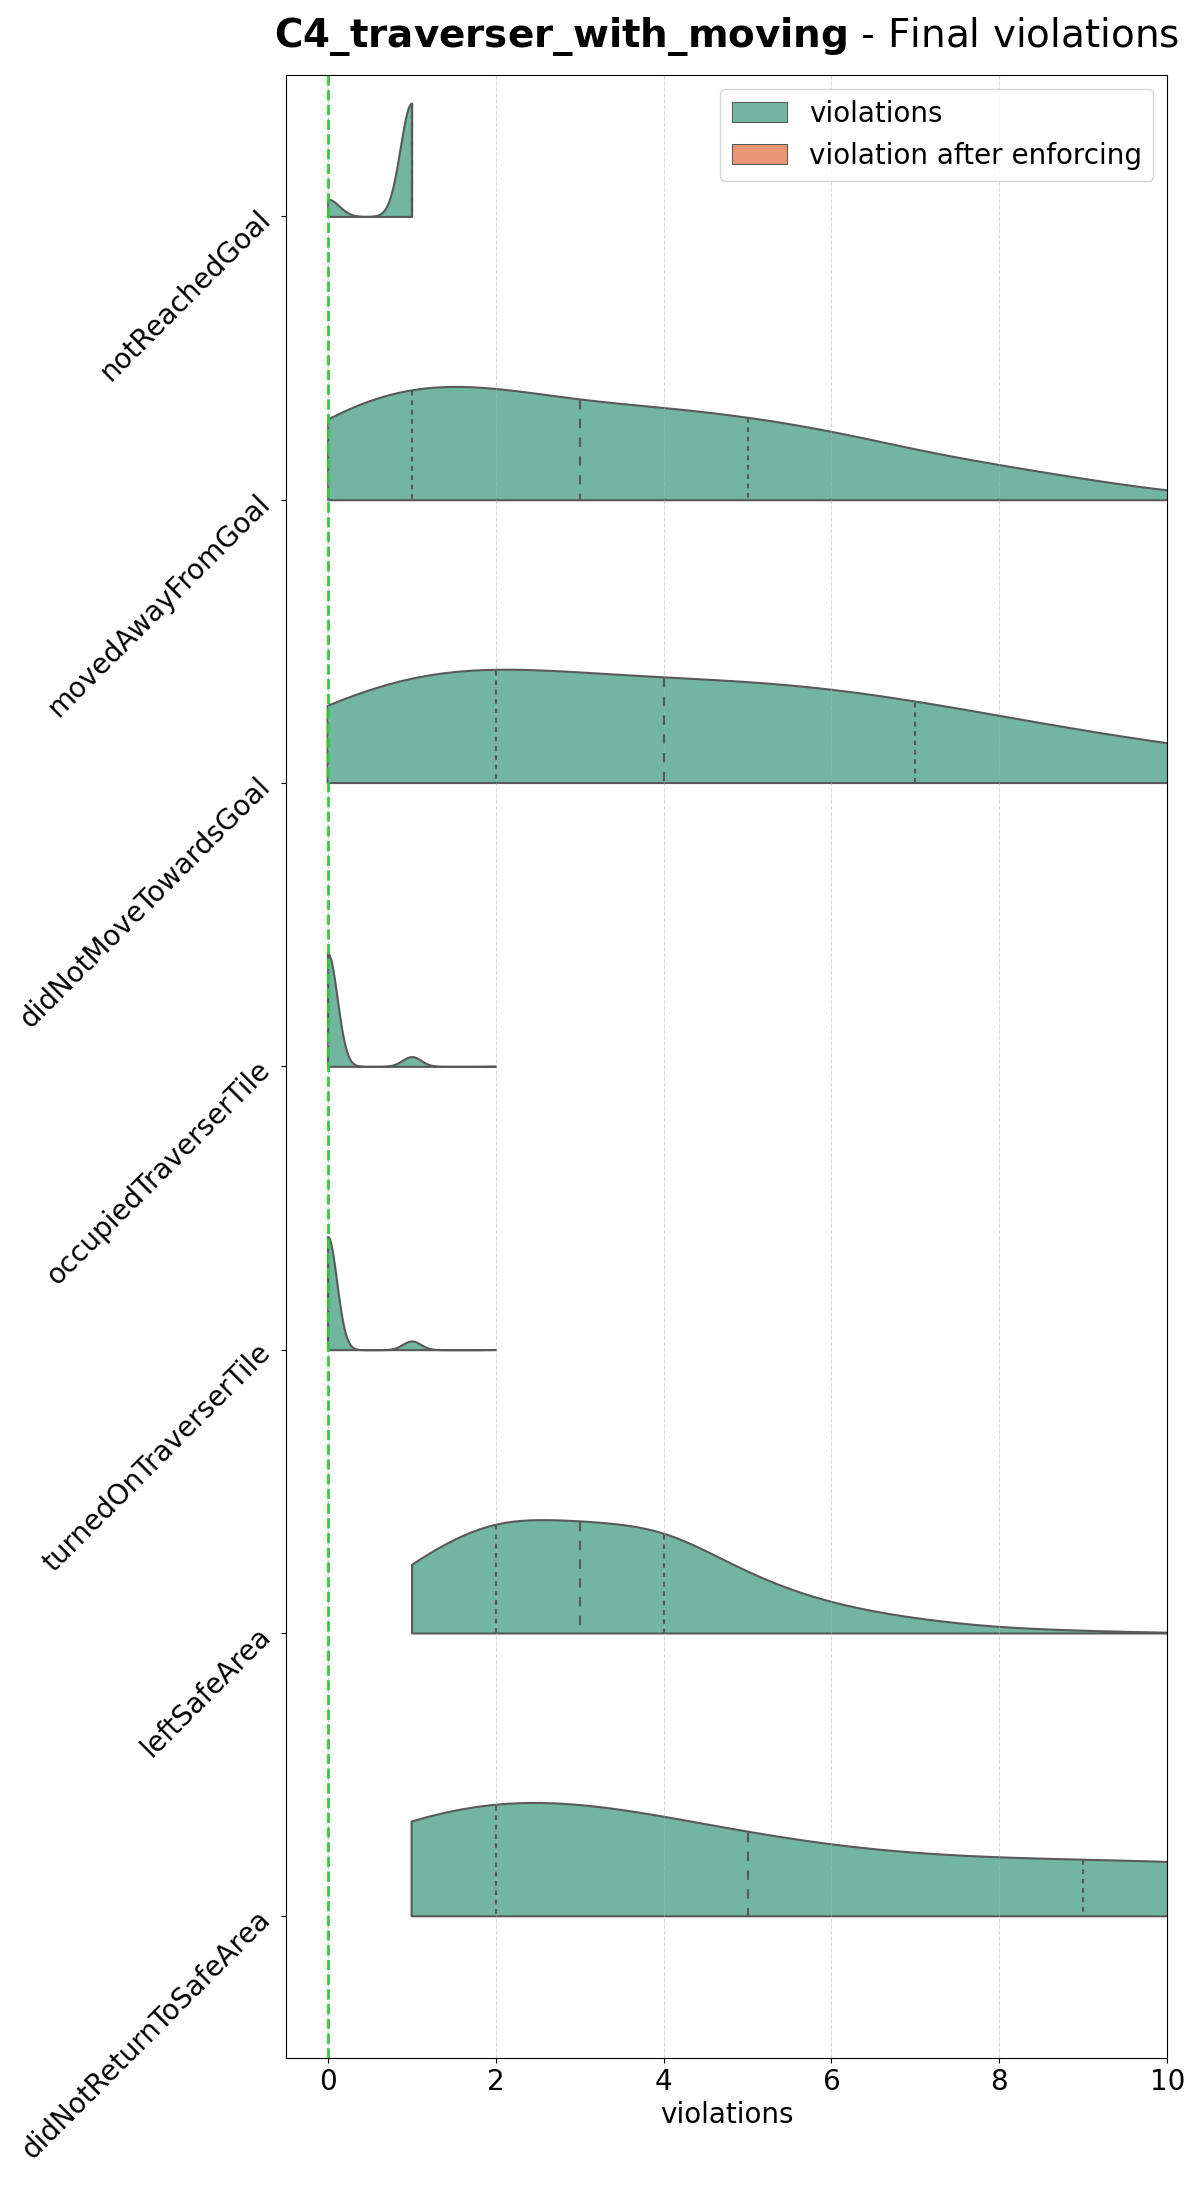 C4_traverser_with_moving - Final violations
violations
violation after enforcing
notReachedGoal
movedAwayFromGoal
didNotMoveTowardsGoal
occupiedTraverserTile
turnedOnTraverserTile
leftSafeArea
didNotReturnToSafeArea
0 2 4 6 8 10
violations